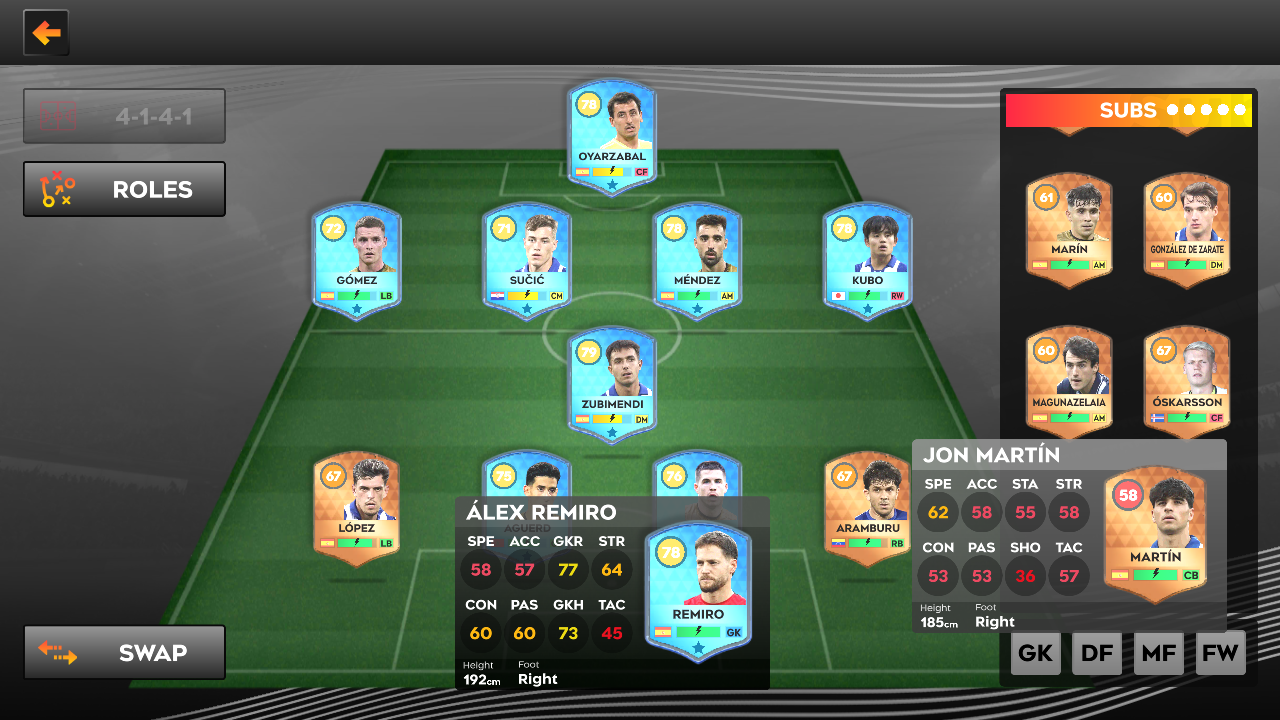 4-1-4-1
ROLES
SWAP
78
OYARZABAL
CF
72
GÓMEZ
LB
71
SUČIĆ
CM
78
MÉNDEZ
AM
78
KUBO
RW
79
ZUBIMENDI
DM
67
LÓPEZ
LB
75
AGUERD
76
67
ARAMBURU
RB
ÁLEX REMIRO
SPE ACC GKR STR
58 57 77 64
CON PAS GKH TAC
60 60 73 45
Height Foot
192cm Right
78
REMIRO
GK
SUBS
61
MARÍN
AM
60
GONZÁLEZ DE ZARATE
DM
60
MAGUNAZELAIA
AM
67
ÓSKARSSON
CF
JON MARTÍN
SPE ACC STA STR
62 58 55 58
CON PAS SHO TAC
53 53 36 57
Height Foot
185cm Right
58
MARTÍN
CB
GK DF MF FW